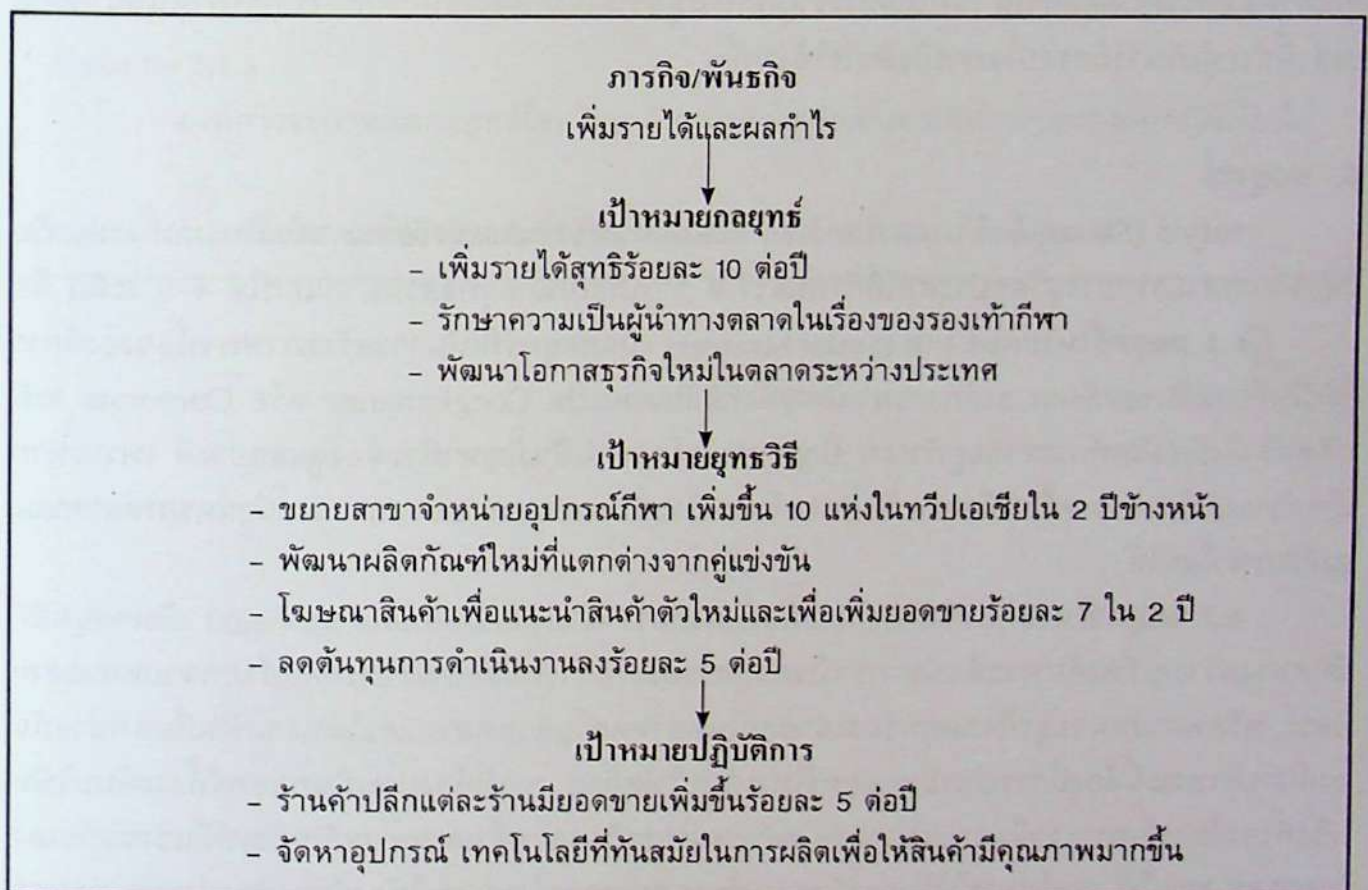 ภารกิจ/พันธกิจ
เพิ่มรายได้และผลกำไร
เป้าหมายกลยุทธ์
– เพิ่มรายได้สุทธิร้อยละ 10 ต่อปี
– รักษาความเป็นผู้นำทางตลาดในเรื่องของรองเท้ากีฬา
– พัฒนาโอกาสธุรกิจใหม่ในตลาดระหว่างประเทศ
เป้าหมายยุทธวิธี
– ขยายสาขาจำหน่ายอุปกรณ์กีฬา เพิ่มขึ้น 10 แห่งในทวีปเอเชียใน 2 ปีข้างหน้า
– พัฒนาผลิตภัณฑ์ใหม่ที่แตกต่างจากคู่แข่งขัน
– โฆษณาสินค้าเพื่อแนะนำสินค้าตัวใหม่และเพื่อเพิ่มยอดขายร้อยละ 7 ใน 2 ปี
– ลดต้นทุนการดำเนินงานลงร้อยละ 5 ต่อปี
เป้าหมายปฏิบัติการ
– ร้านค้าปลีกแต่ละร้านมียอดขายเพิ่มขึ้นร้อยละ 5 ต่อปี
– จัดหาอุปกรณ์ เทคโนโลยีที่ทันสมัยในการผลิตเพื่อให้สินค้ามีคุณภาพมากขึ้น